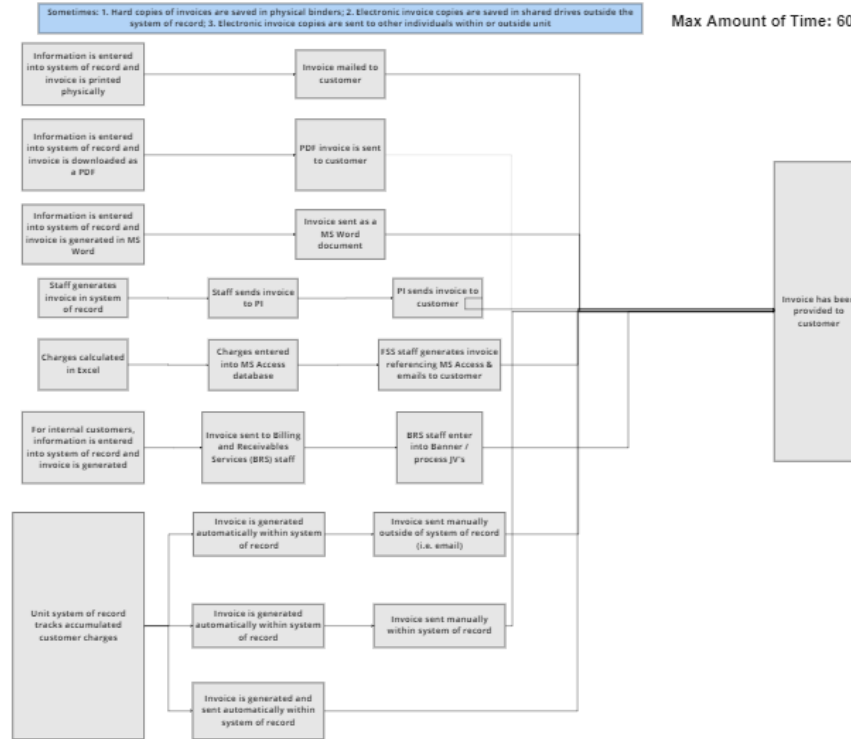 Sometimes: 1. Hard copies of invoices are saved in physical binders; 2. Electronic invoice copies are saved in shared drives outside the
system of record; 3. Electronic invoice copies are sent to other individuals within or outside unit
Max Amount of Time: 60
Information is entered
into system of record and
invoice is printed
physically
Invoice mailed to
customer
Information is entered
into system of record and
invoice is downloaded as
a PDF
PDF invoice is sent
to customer
Information is entered
into system of record and
invoice is generated in MS
Word
Invoice sent as a
MS Word
document
Staff generates
invoice in system
of record
Staff sends invoice
to PI
PI sends invoice to
customer
Charges calculated
in Excel
Charges entered
into MS Access
database
FSS staff generates invoice
referencing MS Access &
emails to customer
For internal customers,
information is entered
into system of record and
invoice is generated
Invoice sent to Billing
and Receivables
Services (BRS) staff
BRS staff enter
into Banner /
process JV's
Unit system of record
tracks accumulated
customer charges
Invoice is generated
automatically within system
of record
Invoice sent manually
outside of system of record
(i.e. email)
Invoice is generated
automatically within system
of record
Invoice sent manually
within system of record
Invoice is generated and
sent automatically within
system of record
Invoice has been
provided to
customer